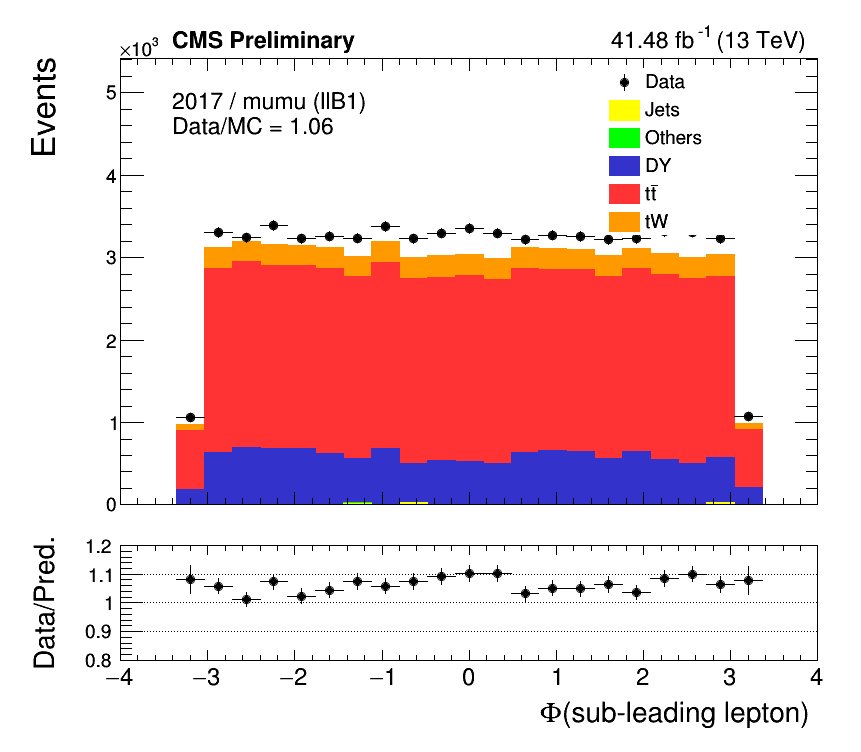 ×10³ CMS Preliminary 41.48 fb⁻¹ (13 TeV)
Events
2017 / mumu (llB1)
Data/MC = 1.06
Data
Jets
Others
DY
tt̄
tW
5
4
3
2
1
0
Data/Pred.
1.2
1.1
1
0.9
0.8
−4 −3 −2 −1 0 1 2 3 4
Φ(sub-leading lepton)